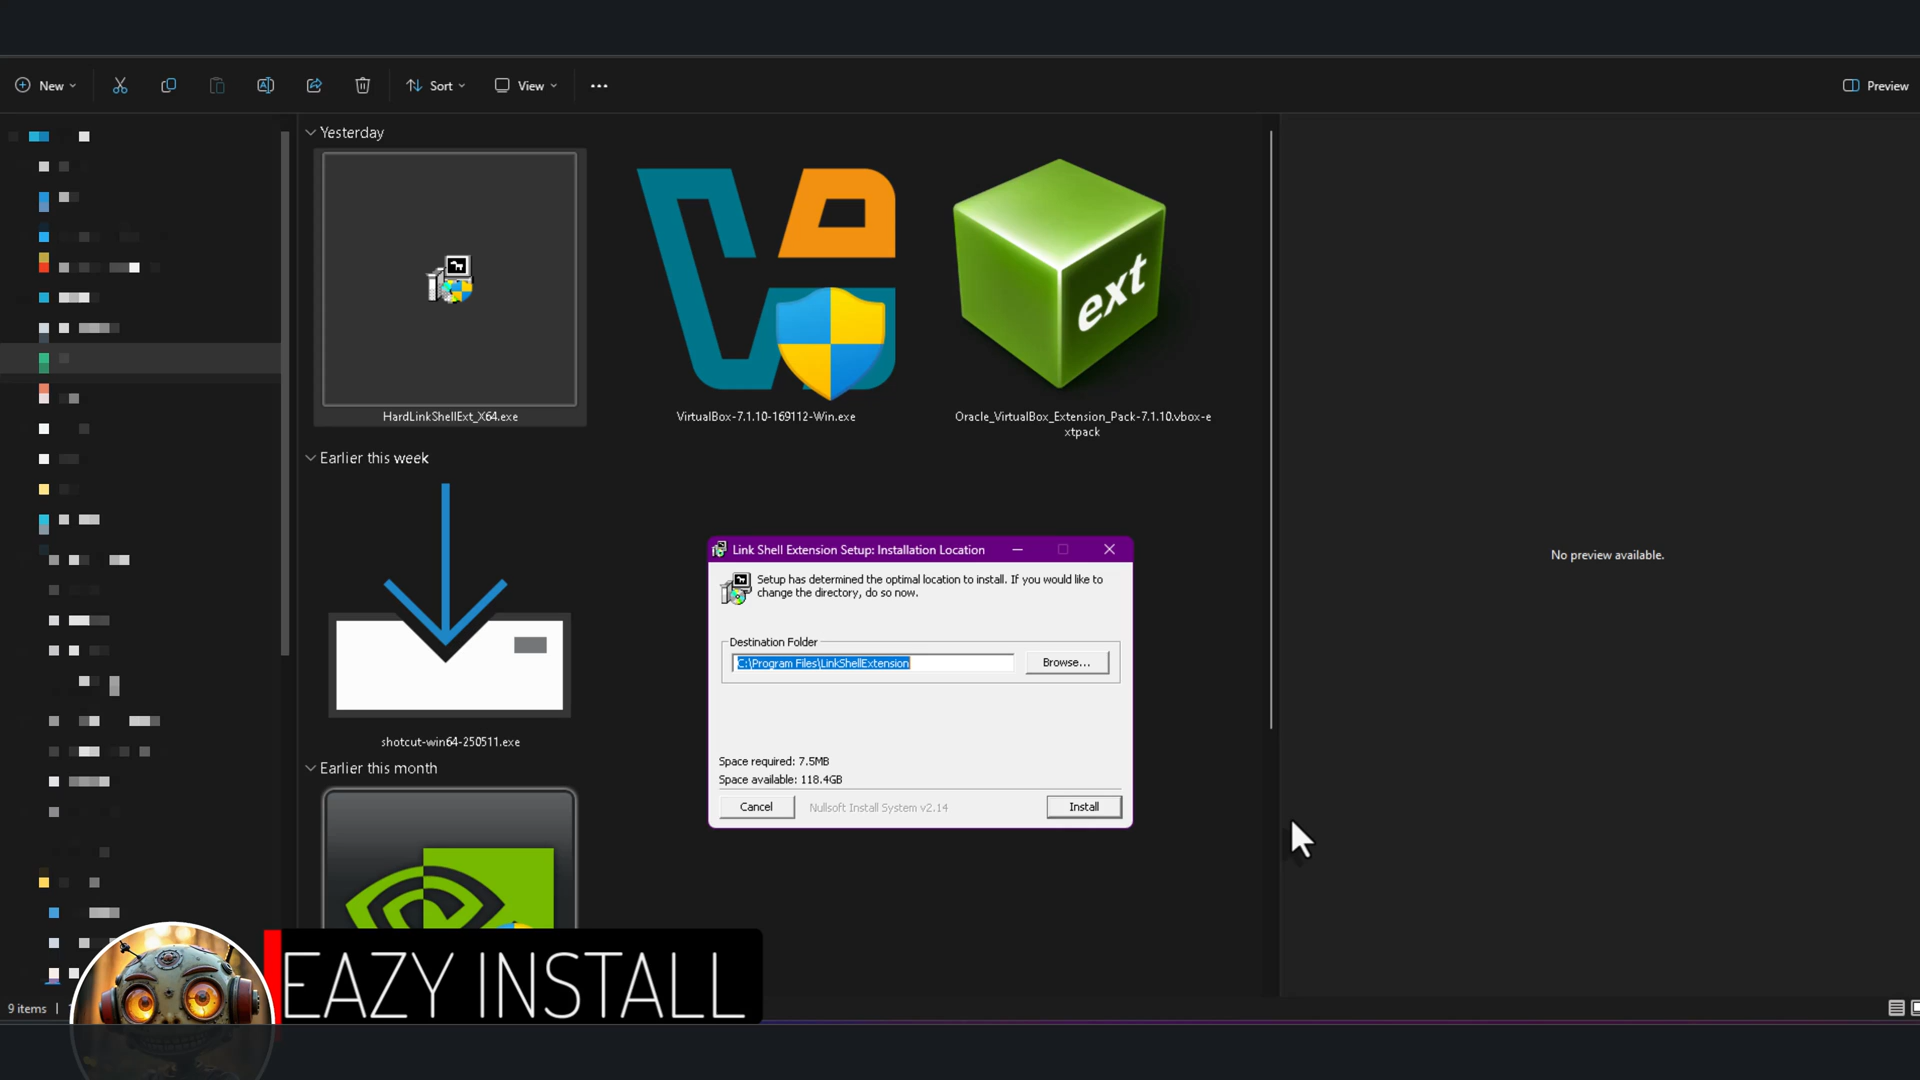 New
Sort
View
Preview
Yesterday
ext
HardLinkShellExt_X64.exe
VirtualBox-7.1.10-169112-Win.exe
Oracle_VirtualBox_Extension_Pack-7.1.10.vbox-e
xtpack
Earlier this week
shotcut-win64-250511.exe
Earlier this month
Link Shell Extension Setup: Installation Location
Setup has determined the optimal location to install. If you would like to
change the directory, do so now.
Destination Folder
C:\Program Files\LinkShellExtension
Browse...
Space required: 7.5MB
Space available: 118.4GB
Cancel
Nullsoft Install System v2.14
Install
No preview available.
EAZY INSTALL
9 items